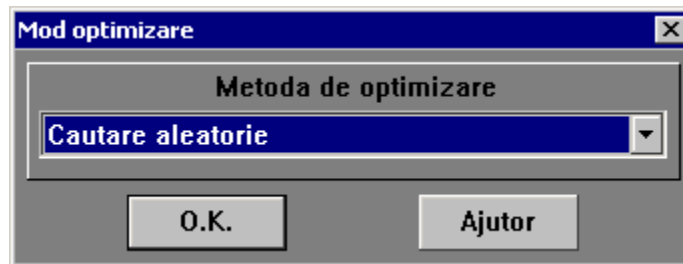 Mod optimizare
Metoda de optimizare
Cautare aleatorie
O.K.
Ajutor